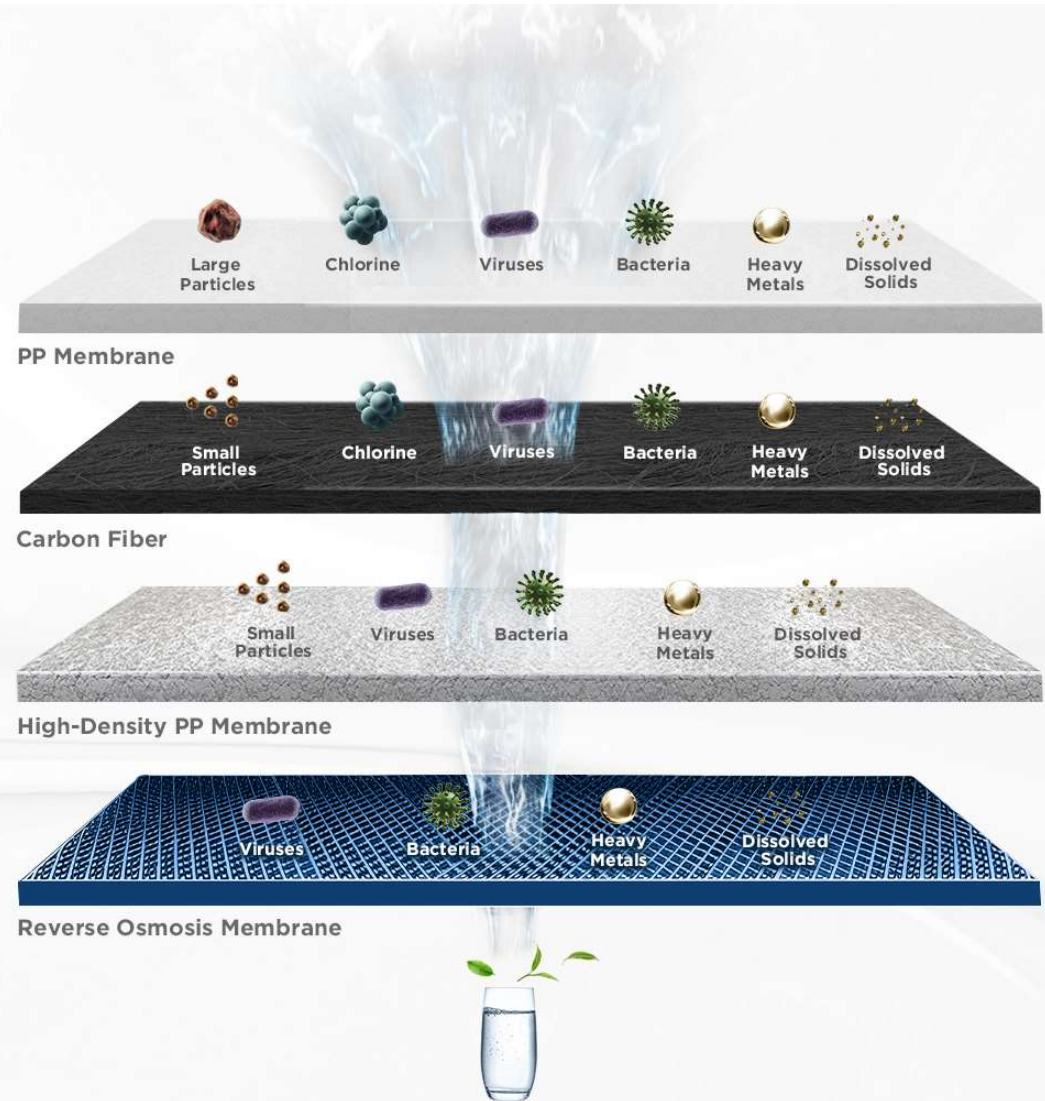 Large
Particles
Chlorine
Viruses
Bacteria
Heavy
Metals
Dissolved
Solids
PP Membrane
Small
Particles
Chlorine
Viruses
Bacteria
Heavy
Metals
Dissolved
Solids
Carbon Fiber
Small
Particles
Viruses
Bacteria
Heavy
Metals
Dissolved
Solids
High-Density PP Membrane
Viruses
Bacteria
Heavy
Metals
Dissolved
Solids
Reverse Osmosis Membrane